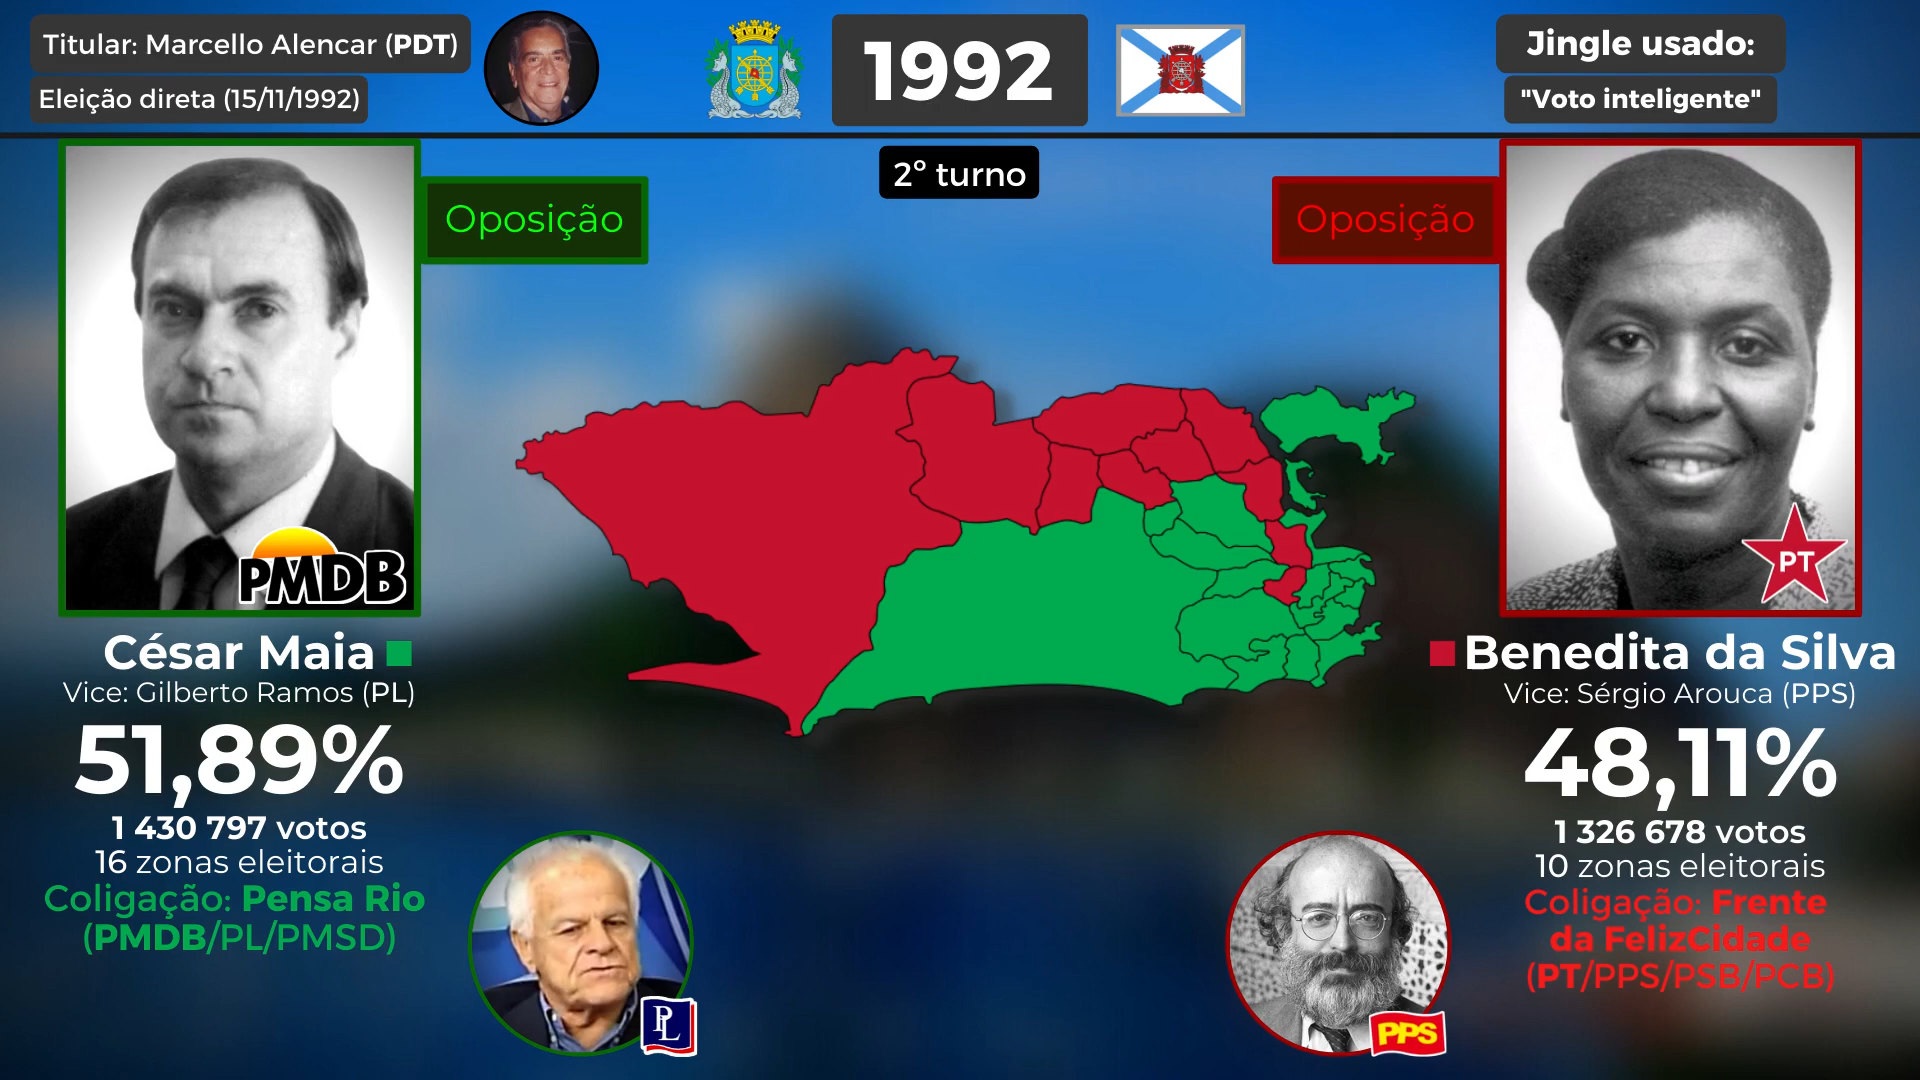 Titular: Marcello Alencar (PDT)
Eleição direta (15/11/1992)
1992
Jingle usado:
"Voto inteligente"
2º turno
Oposição
Oposição
PMDB
PT
César Maia
Vice: Gilberto Ramos (PL)
51,89%
1 430 797 votos
16 zonas eleitorais
Coligação: Pensa Rio
(PMDB/PL/PMSD)
PL
Benedita da Silva
Vice: Sérgio Arouca (PPS)
48,11%
1 326 678 votos
10 zonas eleitorais
Coligação: Frente
da FelizCidade
(PT/PPS/PSB/PCB)
PPS